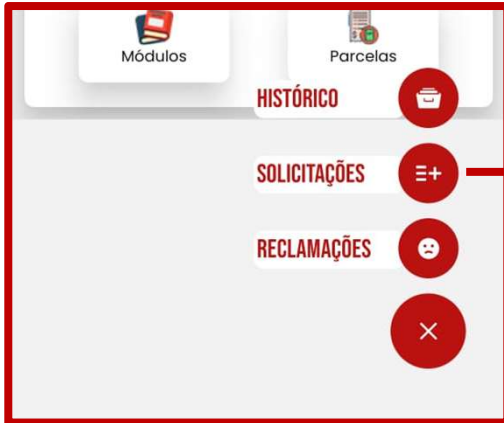 Módulos
Parcelas
HISTÓRICO
SOLICITAÇÕES
RECLAMAÇÕES